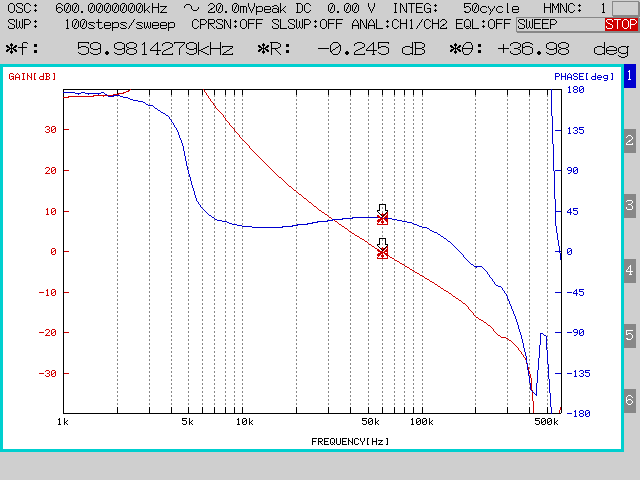 OSC: 600.0000000kHz ∿ 20.0mVpeak DC 0.00 V INTEG: 50cycle HMNC: 1
SWP: 100steps/sweep CPRSN:OFF SLSWP:OFF ANAL:CH1/CH2 EQL:OFF SWEEP STOP
*f: 59.9814279kHz *R: -0.245 dB *θ: +36.98 deg
GAIN[dB] PHASE[deg] 1
180
30 135
2
20 90
3
10 45
0 0
4
-10 -45
-20 -90
5
-30 -135
6
-180
1k 5k 10k 50k 100k 500k
FREQUENCY[Hz]